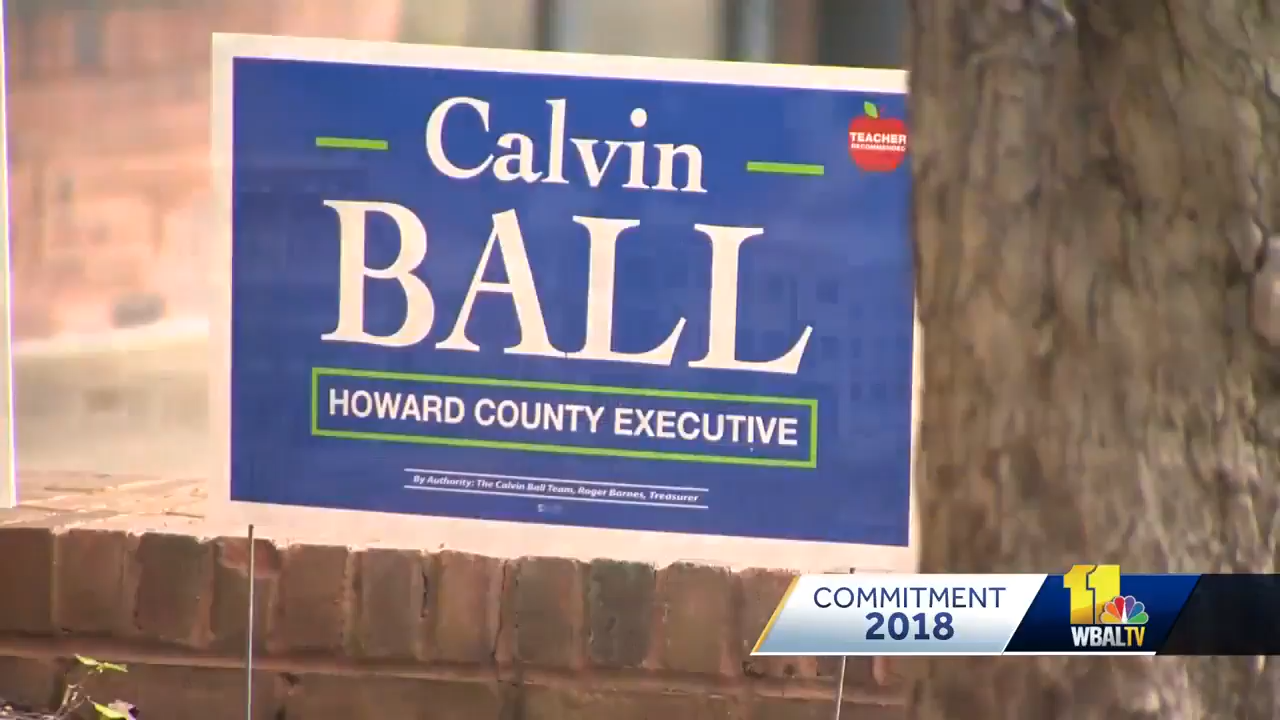 Calvin
BALL
TEACHER
RECOMMENDED
HOWARD COUNTY EXECUTIVE
By Authority: The Calvin Ball Team, Roger Barnes, Treasurer
COMMITMENT
2018
11
WBALTV